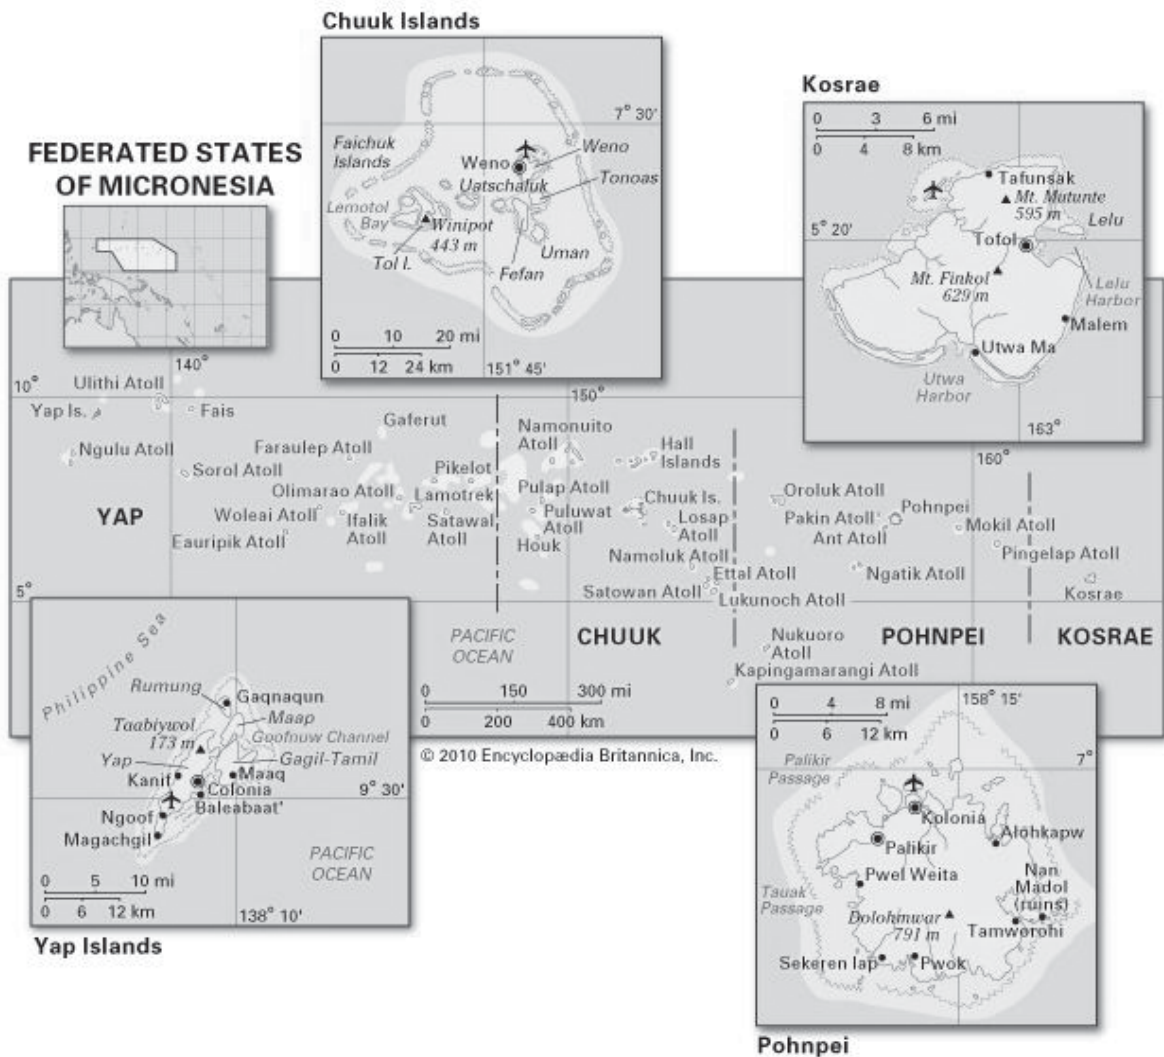 Chuuk Islands
7° 30'
Faichuk
Islands
Weno
Weno
Uatschaluk
Tonoas
Lemotol
Bay
Winipot
443 m
Tol I.
Fefan
Uman
0 10 20 mi
0 12 24 km
151° 45'
Kosrae
0 3 6 mi
0 4 8 km
Tafunsak
Mt. Mutunte
595 m
Lelu
5° 20'
Tofol
Mt. Finkol
629 m
Lelu
Harbor
Malem
Utwa Ma
Utwa
Harbor
163°
FEDERATED STATES
OF MICRONESIA
140°
150°
160°
10°
5°
Ulithi Atoll
Yap Is.
Fais
Ngulu Atoll
Sorol Atoll
Faraulep Atoll
Gaferut
Olimarao Atoll
Pikelot
Lamotrek
Woleai Atoll
Ifalik
Atoll
Satawal
Atoll
Eauripik Atoll
YAP
Namonuito
Atoll
Hall
Islands
Pulap Atoll
Chuuk Is.
Puluwat
Atoll
Losap
Atoll
Houk
Namoluk Atoll
Ettal Atoll
Satowan Atoll
Lukunoch Atoll
CHUUK
Oroluk Atoll
Pohnpei
Pakin Atoll
Ant Atoll
Mokil Atoll
Pingelap Atoll
Ngatik Atoll
Kosrae
Nukuoro
Atoll
Kapingamarangi Atoll
POHNPEI
KOSRAE
PACIFIC
OCEAN
0 150 300 mi
0 200 400 km
© 2010 Encyclopædia Britannica, Inc.
Philippine Sea
Rumung
Gaqnaqun
Taabiywol
173 m
Maap
Goofnuw Channel
Yap
Gagil-Tamil
Kanif
Maaq
Colonia
Baleabaat'
9° 30'
Ngoof
Magachgil
PACIFIC
OCEAN
0 5 10 mi
0 6 12 km
138° 10'
Yap Islands
0 4 8 mi
0 6 12 km
158° 15'
7°
Palikir
Passage
Kolonia
Alohkapw
Palikir
Pwel Weita
Nan
Madol
(ruins)
Tauak
Passage
Dolohinwar
791 m
Tamworohi
Sekeren Iap
Pwok
Pohnpei